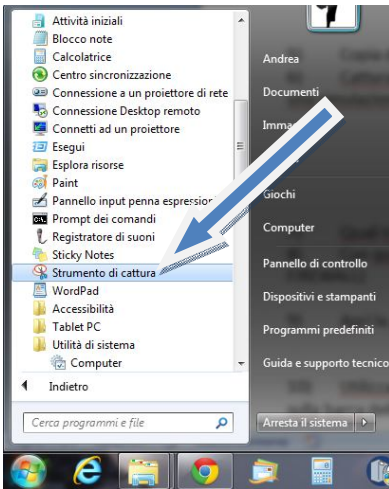 Attività iniziali
Blocco note
Calcolatrice
Centro sincronizzazione
Connessione a un proiettore di rete
Connessione Desktop remoto
Connetti ad un proiettore
Esegui
Esplora risorse
Paint
Pannello input penna
Prompt dei comandi
Registratore di suoni
Sticky Notes
Strumento di cattura
WordPad
Accessibilità
Tablet PC
Utilità di sistema
Computer
Indietro
Cerca programmi e file
Andrea
Documenti
Giochi
Computer
Pannello di controllo
Dispositivi e stampanti
Programmi predefiniti
Guida e supporto tecnico
Arresta il sistema